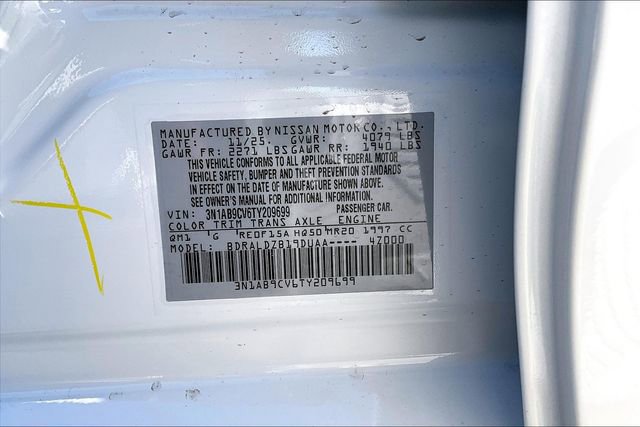 MANUFACTURED BY NISSAN MOTOR CO., LTD.
DATE: 11/25. GVWR: 4079 LBS
GAWR FR: 2271 LBS GAWR RR: 1940 LBS
THIS VEHICLE CONFORMS TO ALL APPLICABLE FEDERAL MOTOR
VEHICLE SAFETY, BUMPER AND THEFT PREVENTION STANDARDS
IN EFFECT ON THE DATE OF MANUFACTURE SHOWN ABOVE.
SEE OWNER'S MANUAL FOR ADDITIONAL INFORMATION.
VIN: 3N1AB9CV6TY209699 PASSENGER CAR.
COLOR TRIM TRANS AXLE ENGINE
QM1 G RE0F15A HQ50 MR20 1997 CC
MODEL: BDRALDZB19DUAA---- 4Z000
3N1AB9CV6TY209699